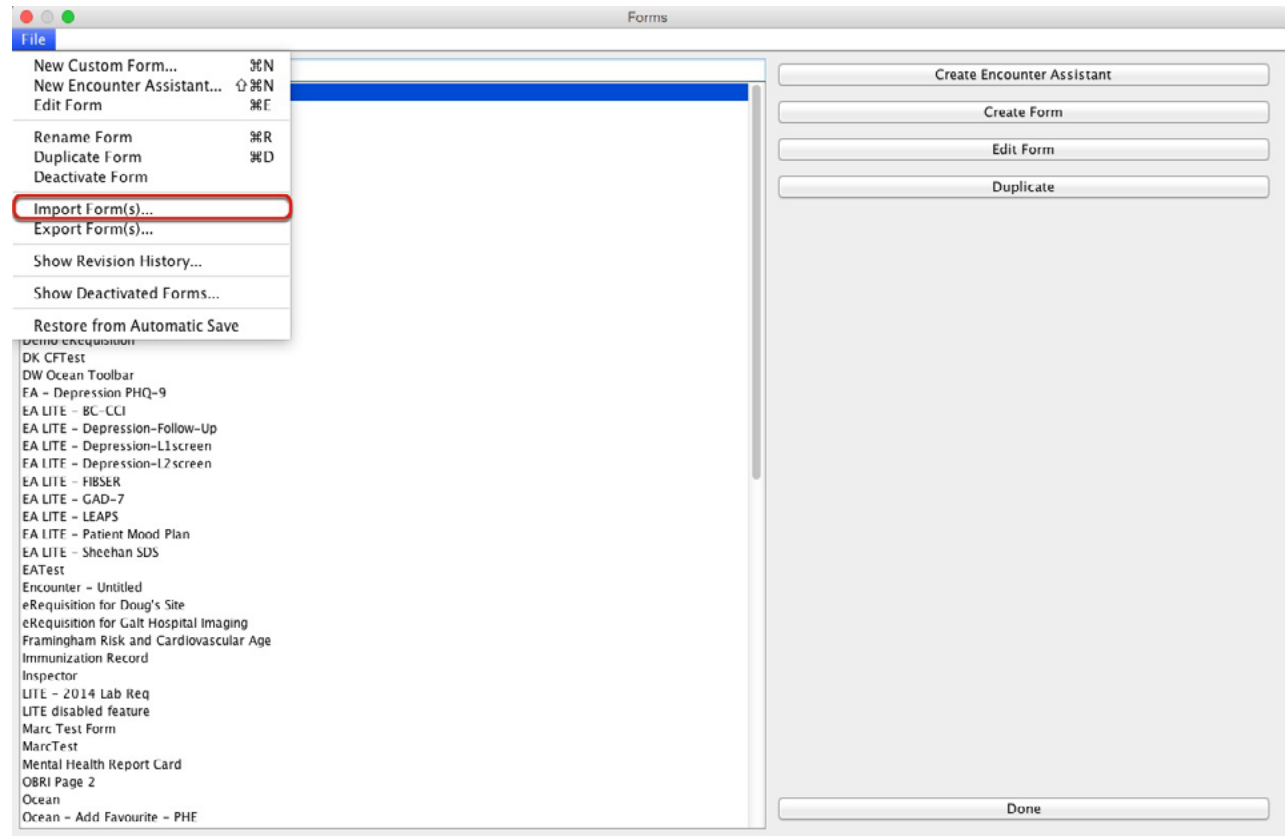 Forms
File
New Custom Form... ⌘N
New Encounter Assistant... ⇧⌘N
Edit Form ⌘E
Rename Form ⌘R
Duplicate Form ⌘D
Deactivate Form
Import Form(s)...
Export Form(s)...
Show Revision History...
Show Deactivated Forms...
Restore from Automatic Save
Demo eRequisition
DK CFTest
DW Ocean Toolbar
EA - Depression PHQ-9
EA LITE - BC-CCI
EA LITE - Depression-Follow-Up
EA LITE - Depression-L1screen
EA LITE - Depression-L2screen
EA LITE - FIBSER
EA LITE - GAD-7
EA LITE - LEAPS
EA LITE - Patient Mood Plan
EA LITE - Sheehan SDS
EATest
Encounter - Untitled
eRequisition for Doug's Site
eRequisition for Galt Hospital Imaging
Framingham Risk and Cardiovascular Age
Immunization Record
Inspector
LITE - 2014 Lab Req
LITE disabled feature
Marc Test Form
MarcTest
Mental Health Report Card
OBRI Page 2
Ocean
Ocean - Add Favourite - PHE
Create Encounter Assistant
Create Form
Edit Form
Duplicate
Done